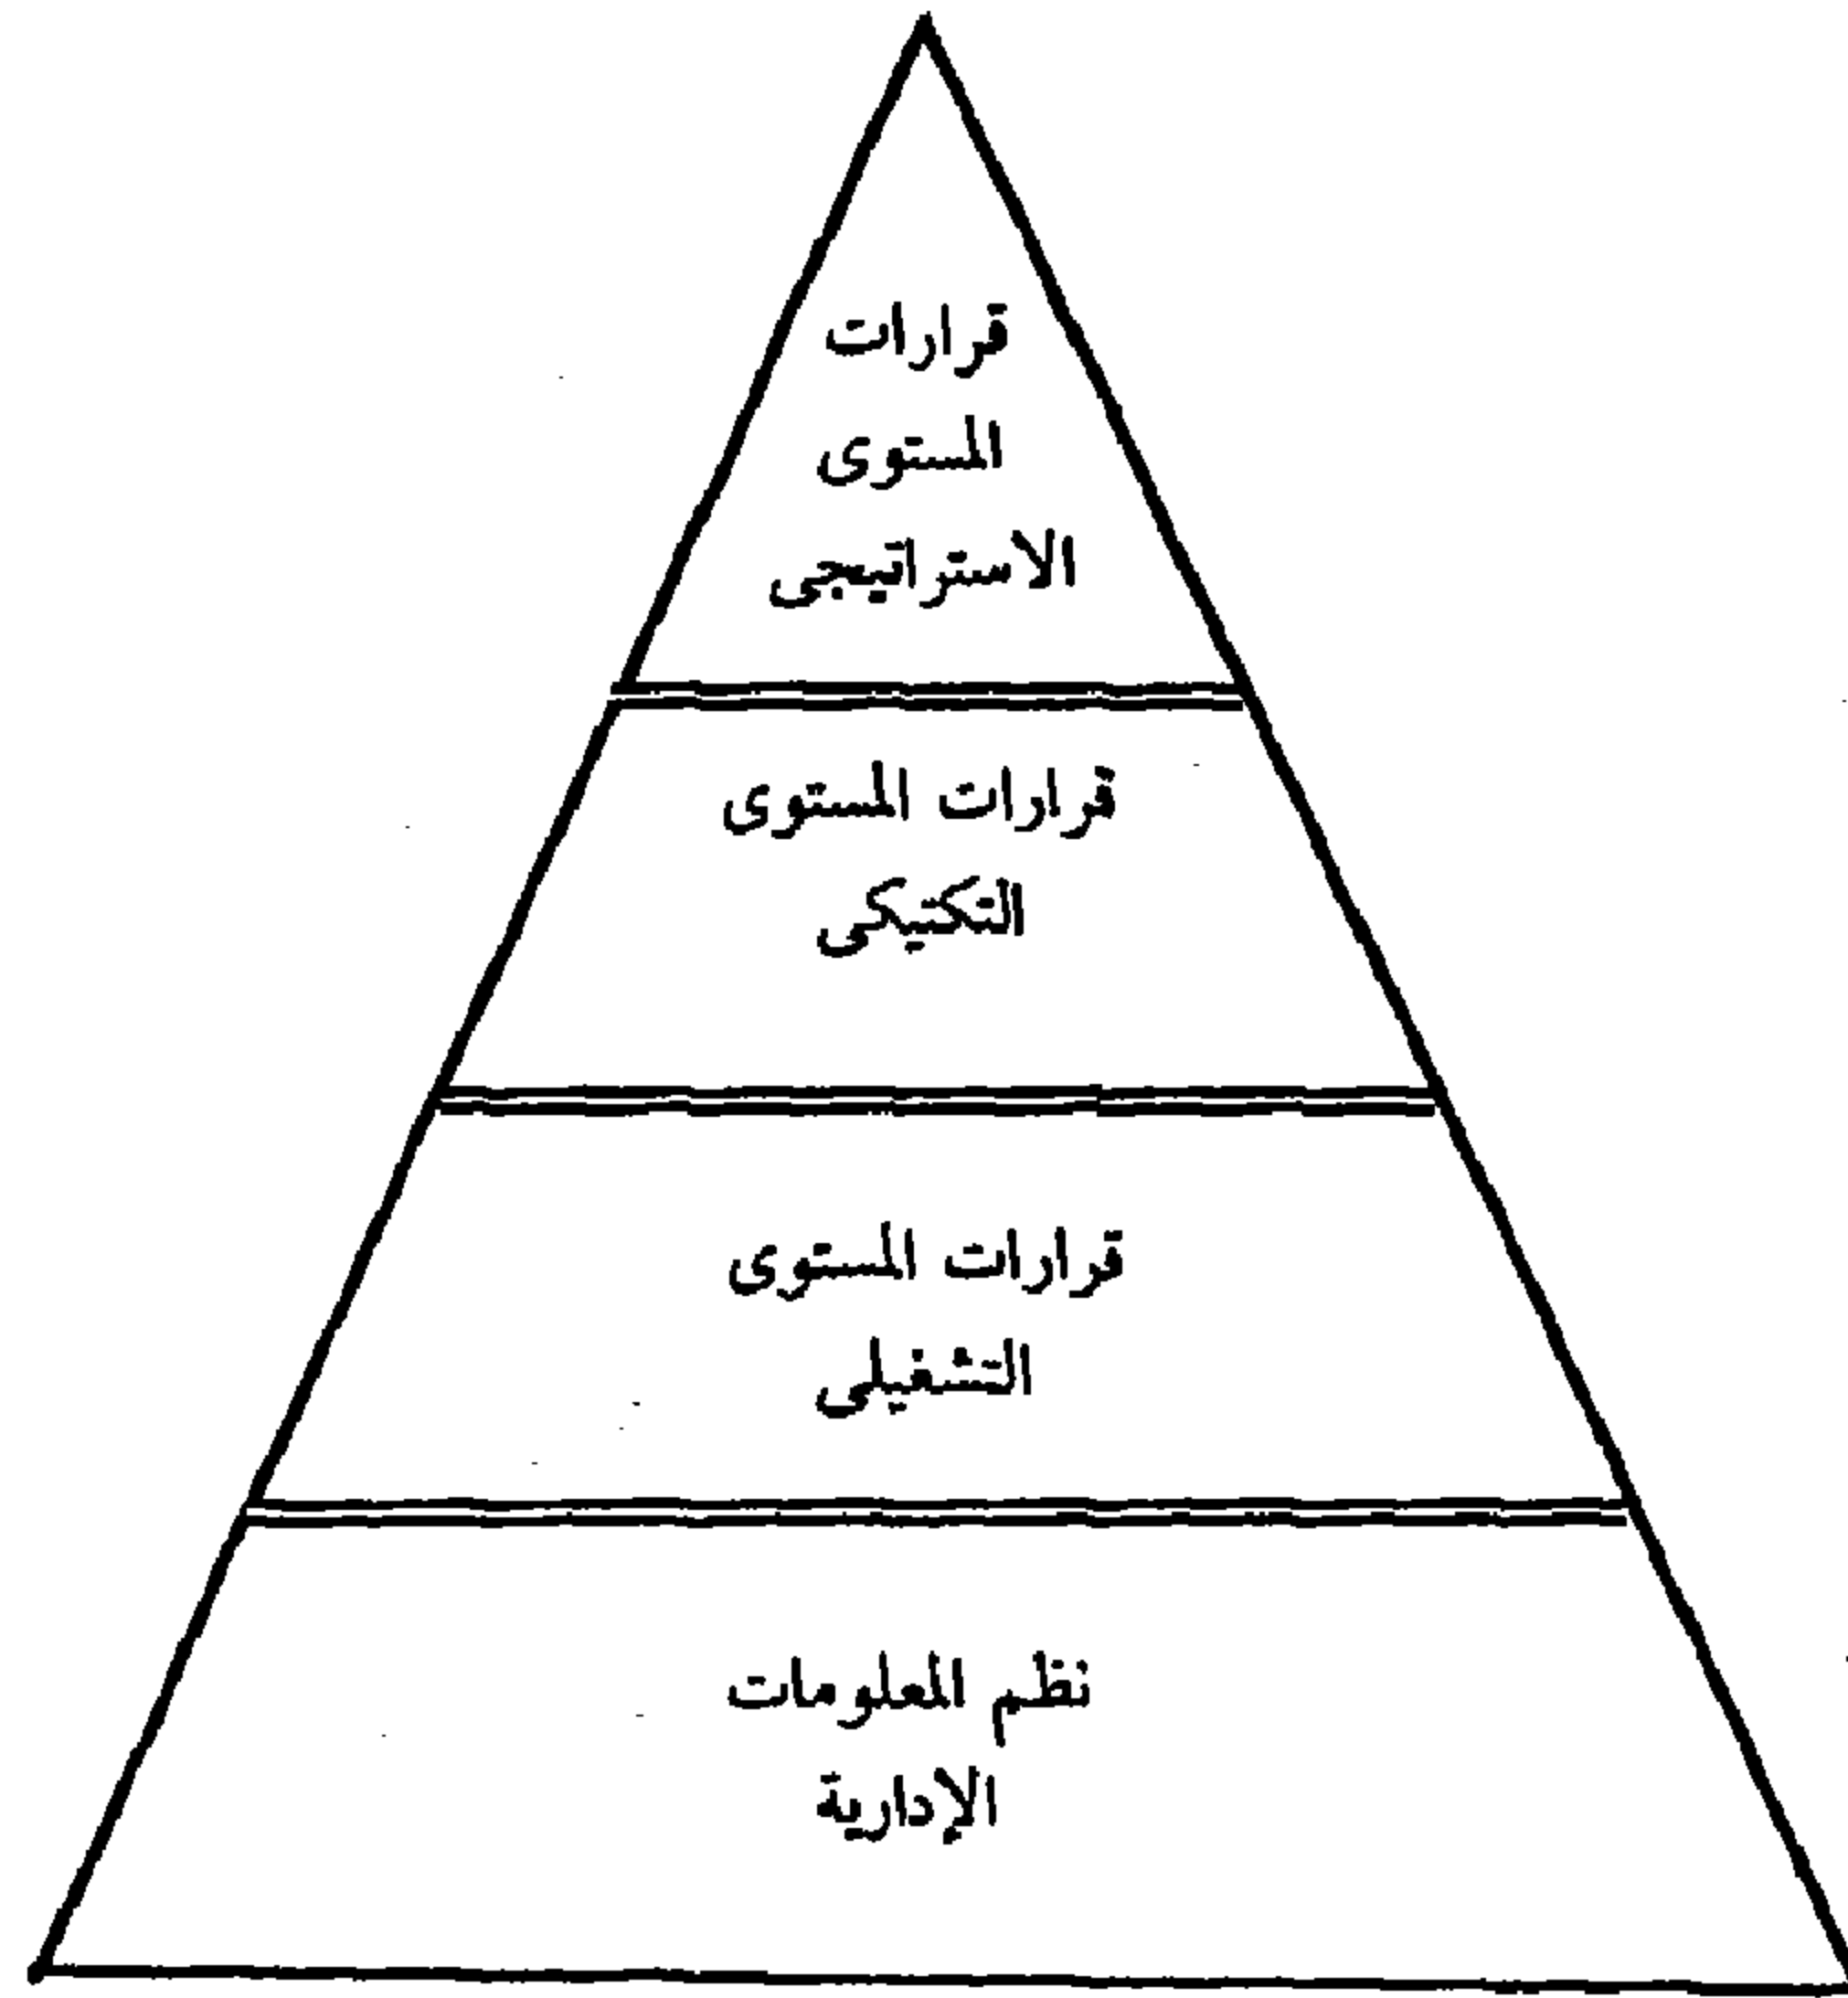 قرارات
المستوى
الاستراتيجى
قرارات المستوى
التكتيكى
قرارات المستوى
التشغيلى
نظم المعلومات
الإدارية